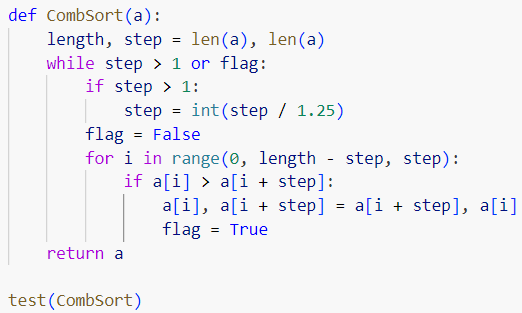 def CombSort(a):
    length, step = len(a), len(a)
    while step > 1 or flag:
        if step > 1:
            step = int(step / 1.25)
        flag = False
        for i in range(0, length - step, step):
            if a[i] > a[i + step]:
                a[i], a[i + step] = a[i + step], a[i]
                flag = True
    return a

test(CombSort)